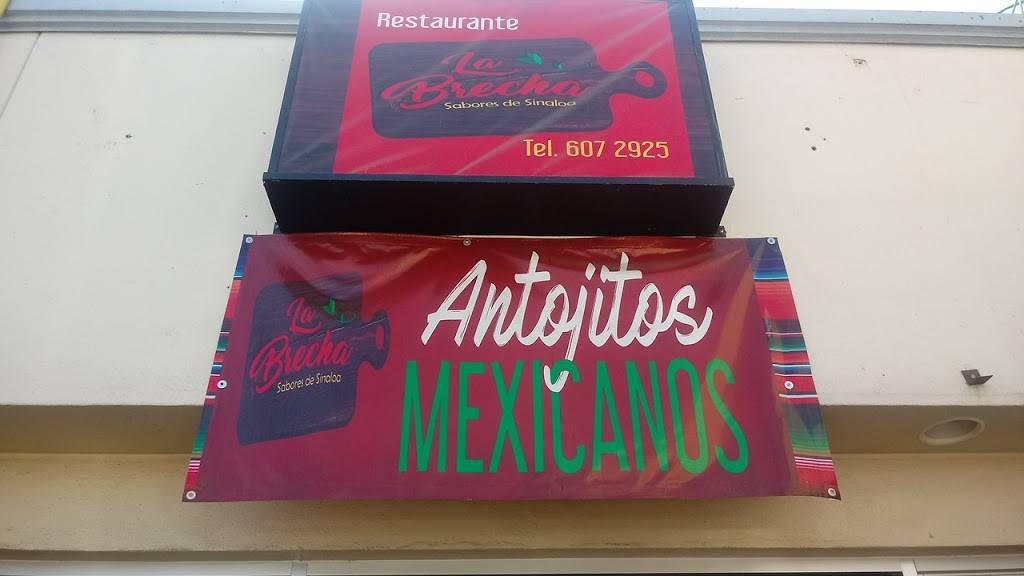 Restaurante
La
Brecha
Sabores de Sinaloa
Tel. 607 2925
La
Brecha
Sabores de Sinaloa
Antojitos
MEXICANOS